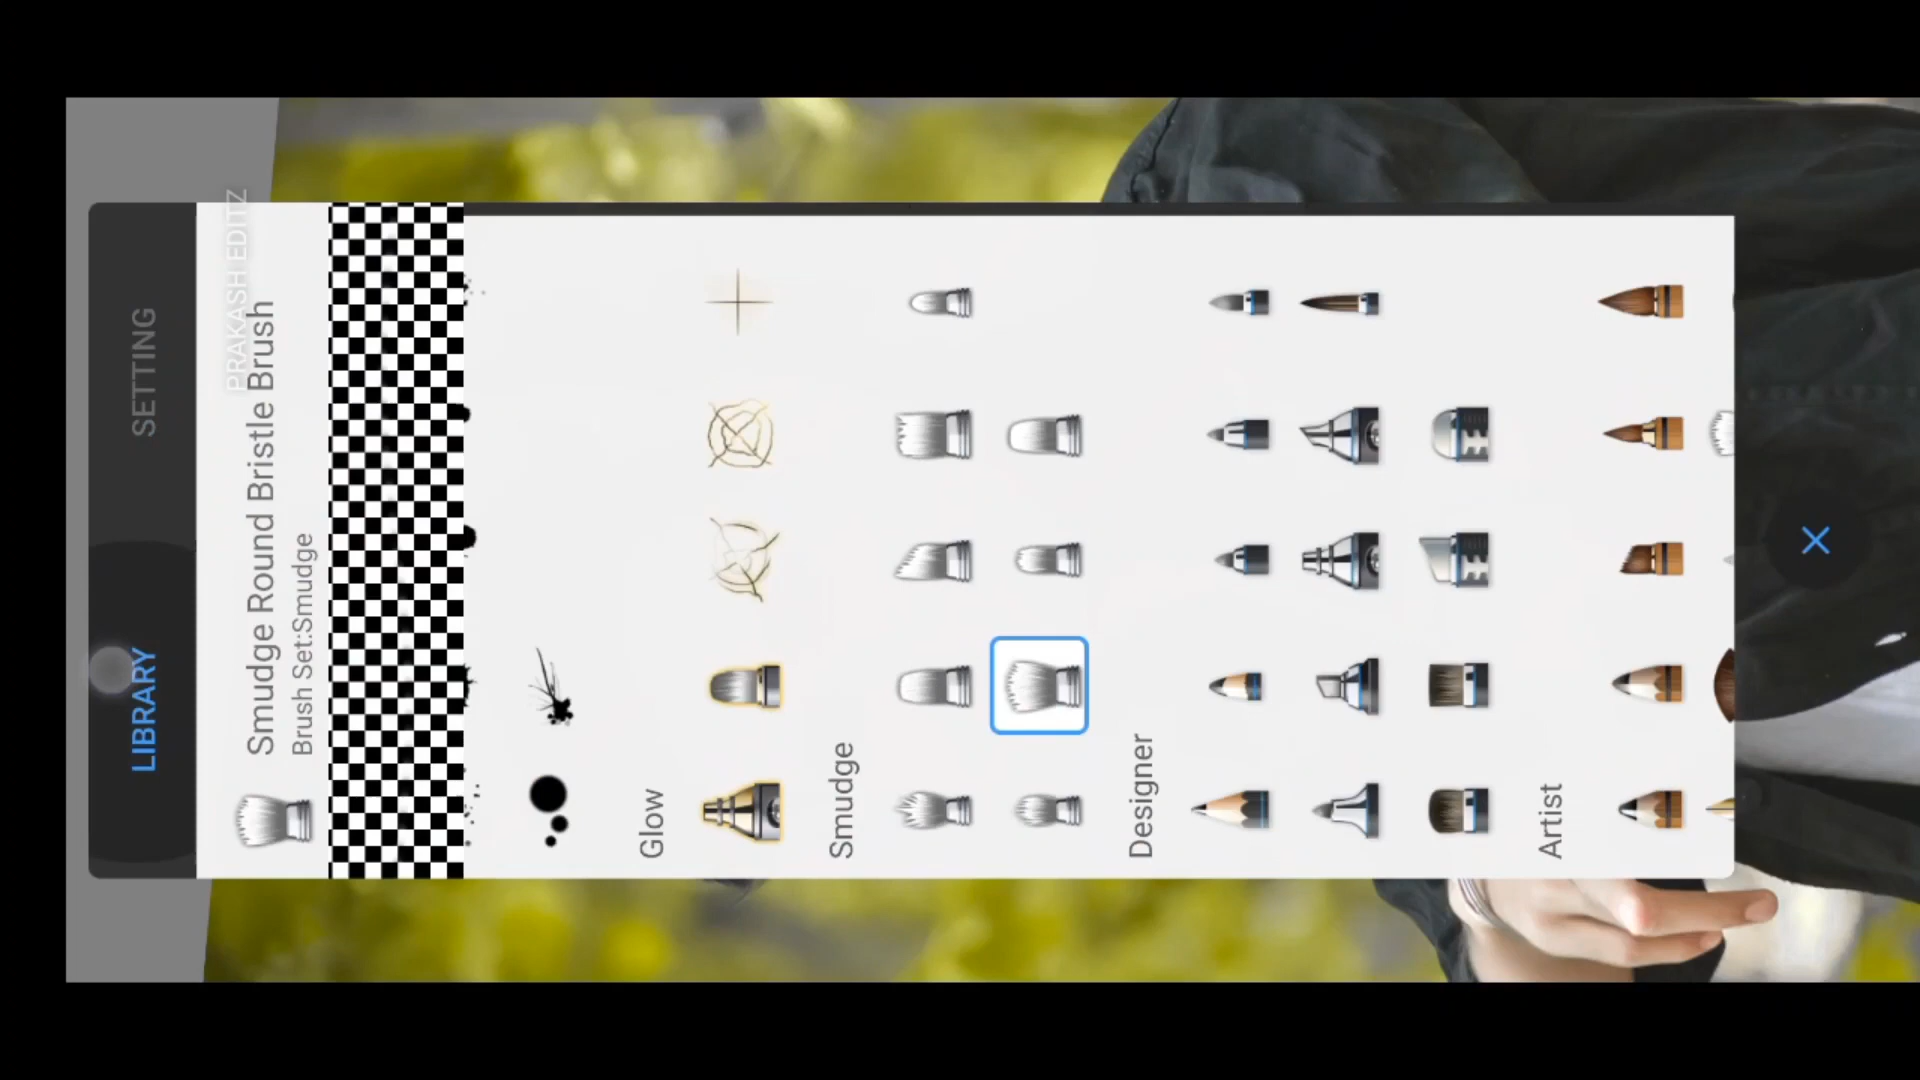 LIBRARY
SETTING
PRAKASH EDITZ
Smudge Round Bristle Brush
Brush Set:Smudge
Glow
Smudge
Designer
Artist